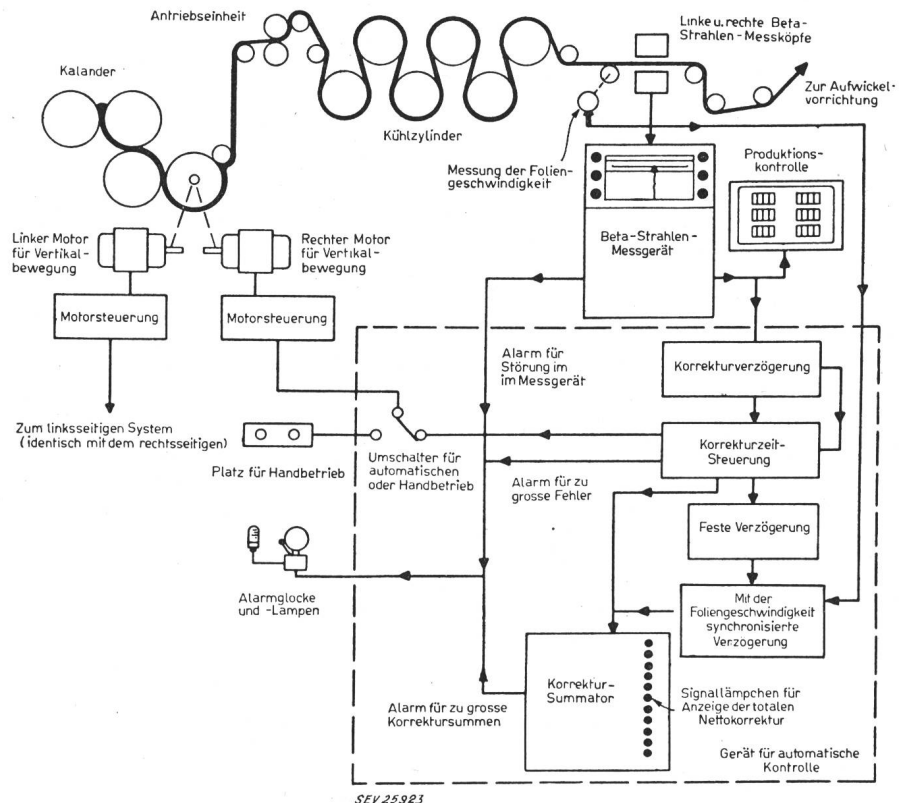 Antriebseinheit
Linke u. rechte Beta-
Strahlen-Messköpfe
Kalander
Zur Aufwickel-
vorrichtung
Kühlzylinder
Messung der Folien-
geschwindigkeit
Produktions-
kontrolle
Linker Motor
für Vertikal-
bewegung
Rechter Motor
für Vertikal-
bewegung
Beta-Strahlen-
Messgerät
Motorsteuerung
Motorsteuerung
Alarm für
Störung im
im Messgerät
Korrekturverzögerung
Zum linksseitigen System
(identisch mit dem rechtsseitigen)
Platz für Handbetrieb
Umschalter für
automatischen
oder Handbetrieb
Korrekturzeit-
Steuerung
Alarm für zu
grosse Fehler
Feste Verzögerung
Alarmglocke
und -Lampen
Mit der
Foliengeschwindigkeit
synchronisierte
Verzögerung
Korrektur-
Summator
Alarm für zu grosse
Korrektursummen
Signallämpchen für
Anzeige der totalen
Nettokorrektur
Gerät für automatische
Kontrolle
SEV 25923